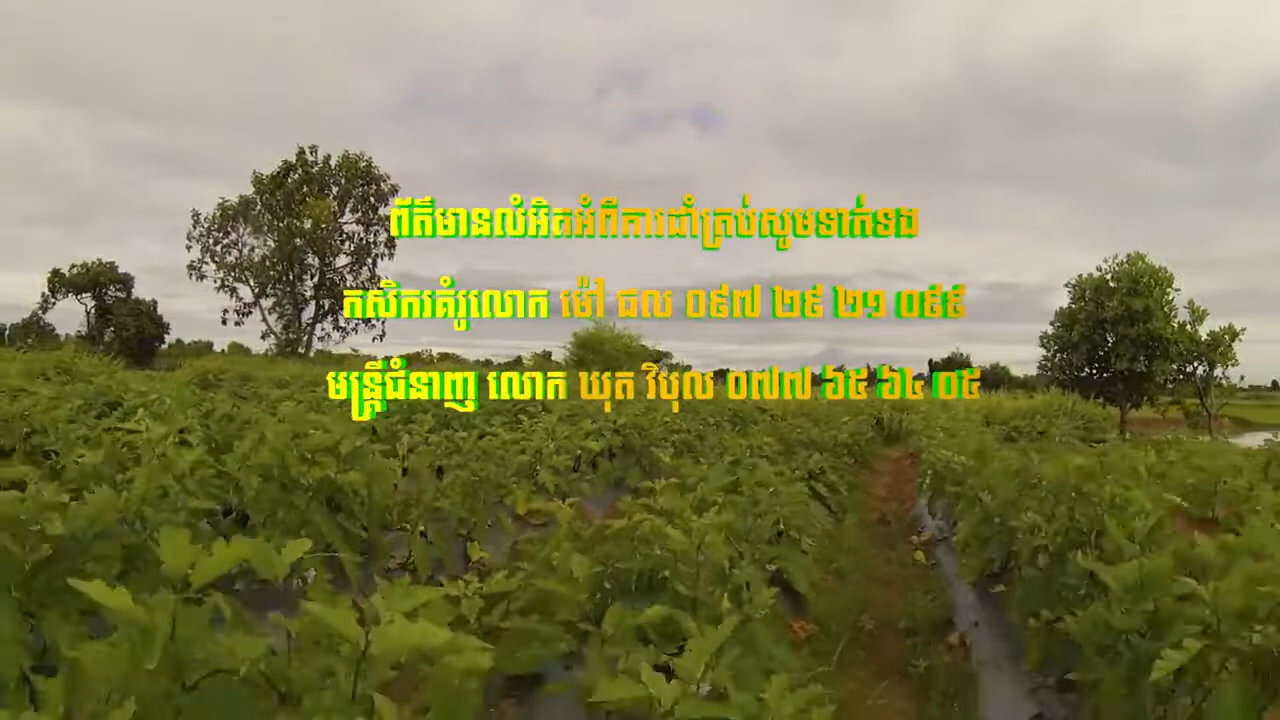 ព័ត៌មានលំអិតអំពីការដាំគ្រប់សូមទាក់ទង
កសិករគំរូលោក ម៉ៅ ផល ០៩៧ ២៩ ២១ ០៩៩
មន្ត្រីជំនាញ លោក ឃុត វិបុល ០៧៧ ៦៥ ៦៤ ០៥